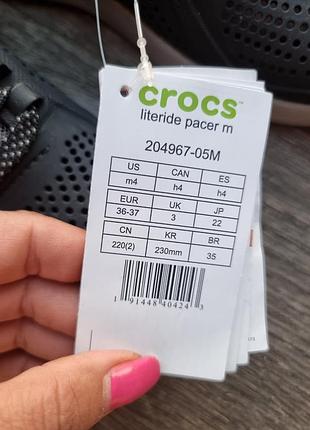 crocs™
literide pacer m
204967-05M
US CAN ES
m4 h4 h4
EUR UK JP
36-37 3 22
CN KR BR
220(2) 230mm 35
1 91448 40424 3